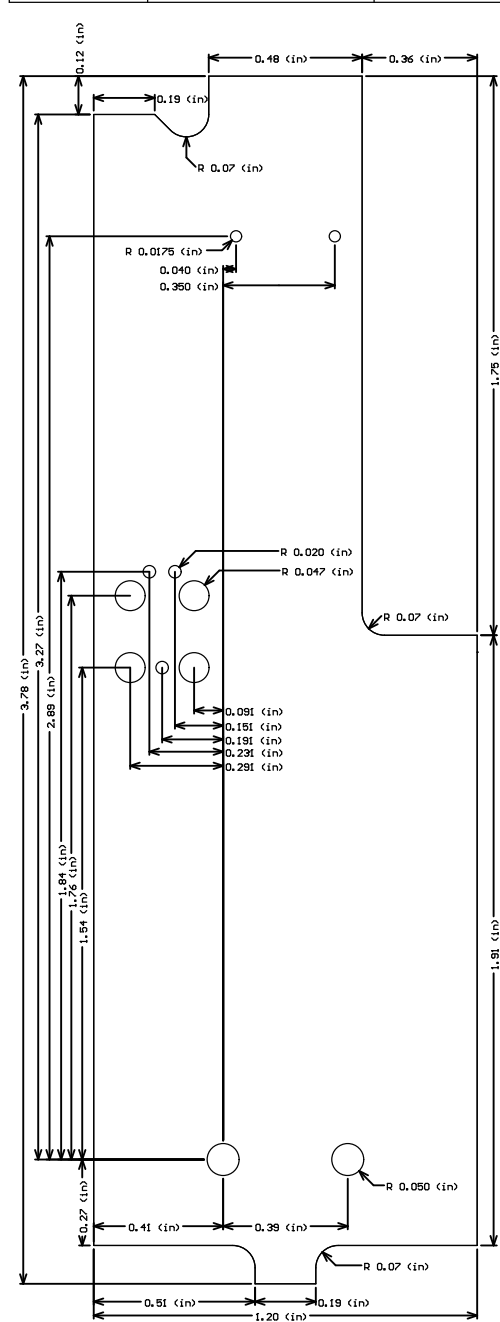 0.12 (in)
0.48 (in)
0.36 (in)
0.19 (in)
R 0.07 (in)
R 0.0175 (in)
0.040 (in)
0.350 (in)
1.75 (in)
R 0.020 (in)
R 0.047 (in)
R 0.07 (in)
3.78 (in)
3.27 (in)
2.89 (in)
0.091 (in)
0.151 (in)
0.191 (in)
0.231 (in)
0.291 (in)
1.84 (in)
1.76 (in)
1.54 (in)
1.91 (in)
R 0.050 (in)
0.27 (in)
0.41 (in)
0.39 (in)
R 0.07 (in)
0.51 (in)
0.19 (in)
1.20 (in)